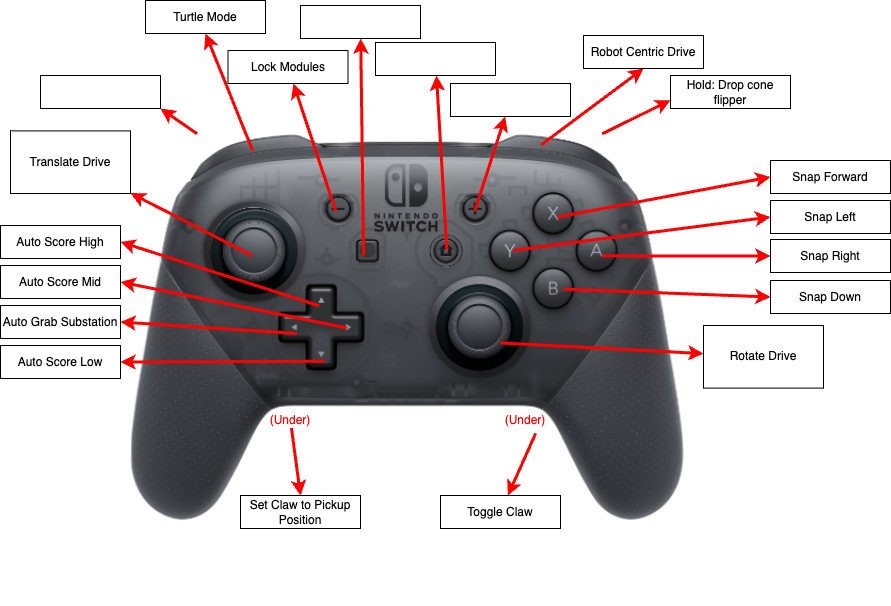 Turtle Mode
Lock Modules
Robot Centric Drive
Hold: Drop cone
flipper
Translate Drive
Snap Forward
Snap Left
Snap Right
Snap Down
Auto Score High
Auto Score Mid
Auto Grab Substation
Auto Score Low
Rotate Drive
NINTENDO
SWITCH
X
Y
A
B
(Under)
(Under)
Set Claw to Pickup
Position
Toggle Claw